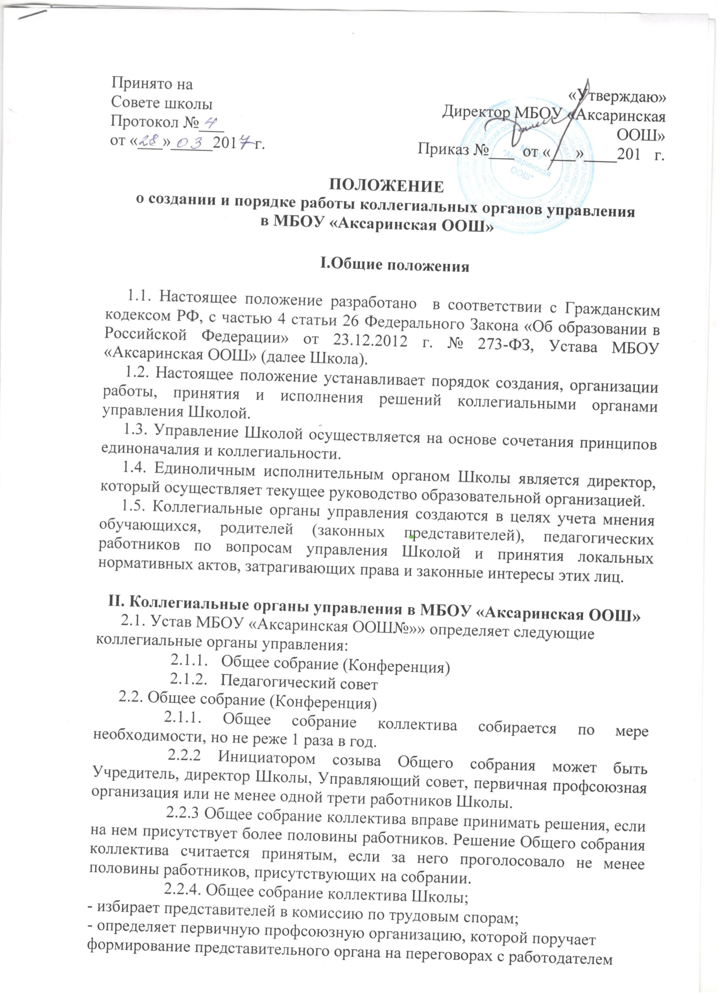 Принято на
Совете школы
Протокол № 4
от «28» 03 2017 г.
«Утверждаю»
Директор МБОУ «Аксаринская
ООШ»
Приказ №___ от «___»____201 г.
МБОУ
"Аксаринская
ООШ"
ПОЛОЖЕНИЕ
о создании и порядке работы коллегиальных органов управления
в МБОУ «Аксаринская ООШ»
I.Общие положения
1.1. Настоящее положение разработано в соответствии с Гражданским
кодексом РФ, с частью 4 статьи 26 Федерального Закона «Об образовании в
Российской Федерации» от 23.12.2012 г. № 273-ФЗ, Устава МБОУ
«Аксаринская ООШ» (далее Школа).
1.2. Настоящее положение устанавливает порядок создания, организации
работы, принятия и исполнения решений коллегиальными органами
управления Школой.
1.3. Управление Школой осуществляется на основе сочетания принципов
единоначалия и коллегиальности.
1.4. Единоличным исполнительным органом Школы является директор,
который осуществляет текущее руководство образовательной организацией.
1.5. Коллегиальные органы управления создаются в целях учета мнения
обучающихся, родителей (законных представителей), педагогических
работников по вопросам управления Школой и принятия локальных
нормативных актов, затрагивающих права и законные интересы этих лиц.
II. Коллегиальные органы управления в МБОУ «Аксаринская ООШ»
2.1. Устав МБОУ «Аксаринская ООШ№»» определяет следующие
коллегиальные органы управления:
2.1.1. Общее собрание (Конференция)
2.1.2. Педагогический совет
2.2. Общее собрание (Конференция)
2.1.1. Общее собрание коллектива собирается по мере
необходимости, но не реже 1 раза в год.
2.2.2 Инициатором созыва Общего собрания может быть
Учредитель, директор Школы, Управляющий совет, первичная профсоюзная
организация или не менее одной трети работников Школы.
2.2.3 Общее собрание коллектива вправе принимать решения, если
на нем присутствует более половины работников. Решение Общего собрания
коллектива считается принятым, если за него проголосовало не менее
половины работников, присутствующих на собрании.
2.2.4. Общее собрание коллектива Школы;
- избирает представителей в комиссию по трудовым спорам;
- определяет первичную профсоюзную организацию, которой поручает
формирование представительного органа на переговорах с работодателем